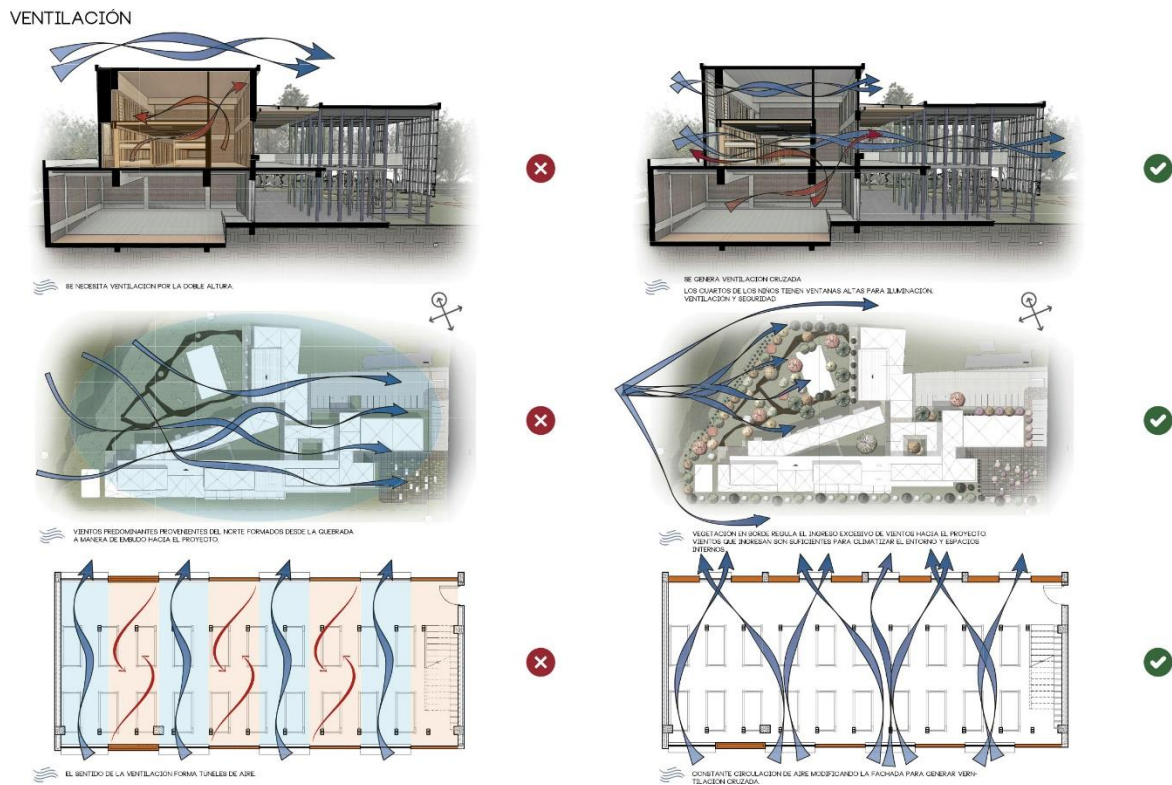 VENTILACIÓN
SE NECESITA VENTILACION POR LA DOBLE ALTURA.
SE GENERA VENTILACION CRUZADA
LOS CUARTOS DE LOS NIÑOS TIENEN VENTANAS ALTAS PARA ILUMINACION,
VENTILACIÓN Y SEGURIDAD
VIENTOS PREDOMINANTES PROVENIENTES DEL NORTE FORMADOS DESDE LA QUEBRADA
A MANERA DE EMBUDO HACIA EL PROYECTO.
VEGETACIÓN EN BORDE REGULA EL INGRESO EXCESIVO DE VIENTOS HACIA EL PROYECTO.
VIENTOS QUE INGRESAN SON SUFICIENTES PARA CLIMATIZAR EL ENTORNO Y ESPACIOS
INTERNOS
EL SENTIDO DE LA VENTILACION FORMA TUNELES DE AIRE.
CONSTANTE CIRCULACION DE AIRE MODIFICANDO LA FACHADA PARA GENERAR VERN-
TILACION CRUZADA.